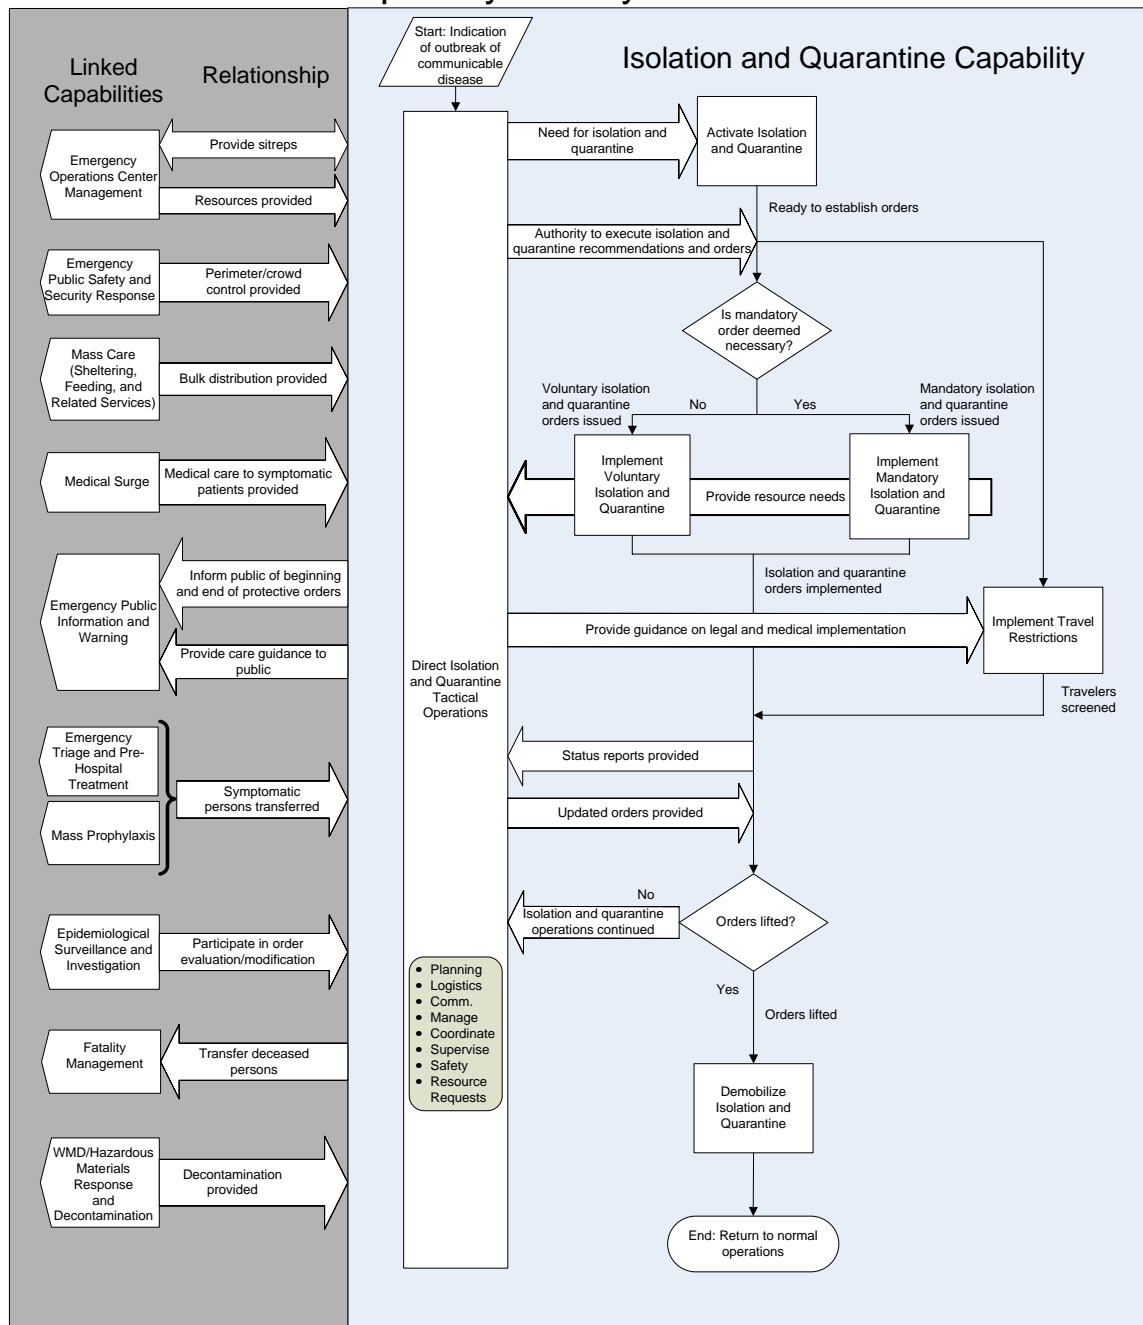 Start: Indication
of outbreak of
communicable
disease
Isolation and Quarantine Capability
Linked
Capabilities
Relationship
Emergency
Operations Center
Management
Provide sitreps
Resources provided
Emergency
Public Safety and
Security Response
Perimeter/crowd
control provided
Mass Care
(Sheltering,
Feeding, and
Related Services)
Bulk distribution provided
Medical Surge
Medical care to symptomatic
patients provided
Emergency Public
Information and
Warning
Inform public of beginning
and end of protective orders
Provide care guidance to
public
Emergency
Triage and Pre-
Hospital
Treatment
Mass Prophylaxis
Symptomatic
persons transferred
Epidemiological
Surveillance and
Investigation
Participate in order
evaluation/modification
Fatality
Management
Transfer deceased
persons
WMD/Hazardous
Materials
Response
and
Decontamination
Decontamination
provided
Direct Isolation
and Quarantine
Tactical
Operations
• Planning
• Logistics
• Comm.
• Manage
• Coordinate
• Supervise
• Safety
• Resource
Requests
Need for isolation and
quarantine
Activate Isolation
and Quarantine
Ready to establish orders
Authority to execute isolation and
quarantine recommendations and orders
Is mandatory
order deemed
necessary?
Voluntary isolation
and quarantine
orders issued
No
Yes
Mandatory isolation
and quarantine
orders issued
Implement
Voluntary
Isolation and
Quarantine
Provide resource needs
Implement
Mandatory
Isolation and
Quarantine
Isolation and quarantine
orders implemented
Provide guidance on legal and medical implementation
Implement Travel
Restrictions
Travelers
screened
Status reports provided
Updated orders provided
No
Isolation and quarantine
operations continued
Orders lifted?
Yes
Orders lifted
Demobilize
Isolation and
Quarantine
End: Return to normal
operations